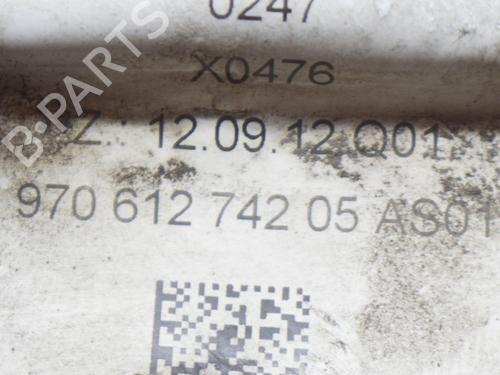 0247
X0476
Z.: 12.09.12 Q01
970 612 742 05 AS01
B-PARTS